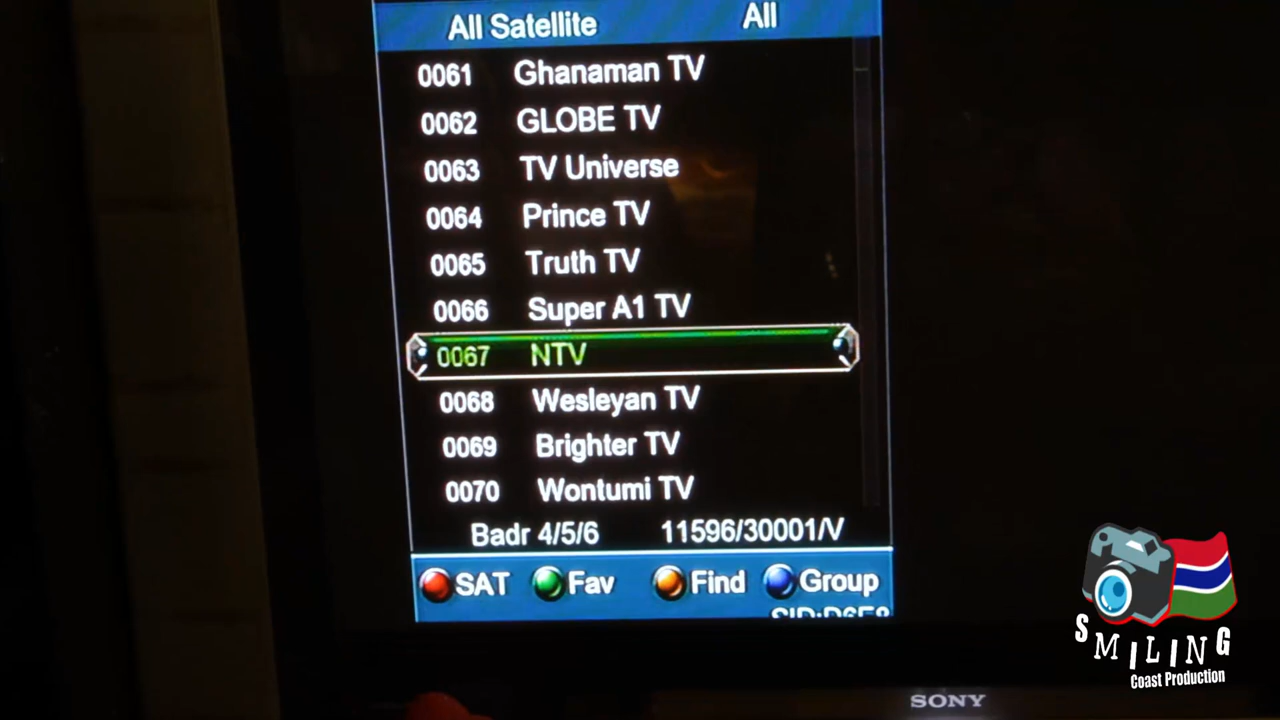 All Satellite All
0061 Ghanaman TV
0062 GLOBE TV
0063 TV Universe
0064 Prince TV
0065 Truth TV
0066 Super A1 TV
0067 NTV
0068 Wesleyan TV
0069 Brighter TV
0070 Wontumi TV
Badr 4/5/6 11596/30001/V
SAT Fav Find Group
SONY
SMILING
Coast Production